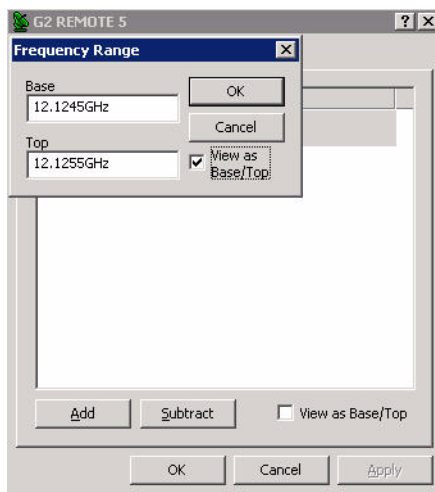 G2 REMOTE 5
Frequency Range
Base
12.1245GHz
OK
Cancel
Top
12.1255GHz
View as
Base/Top
Add
Subtract
View as Base/Top
OK
Cancel
Apply